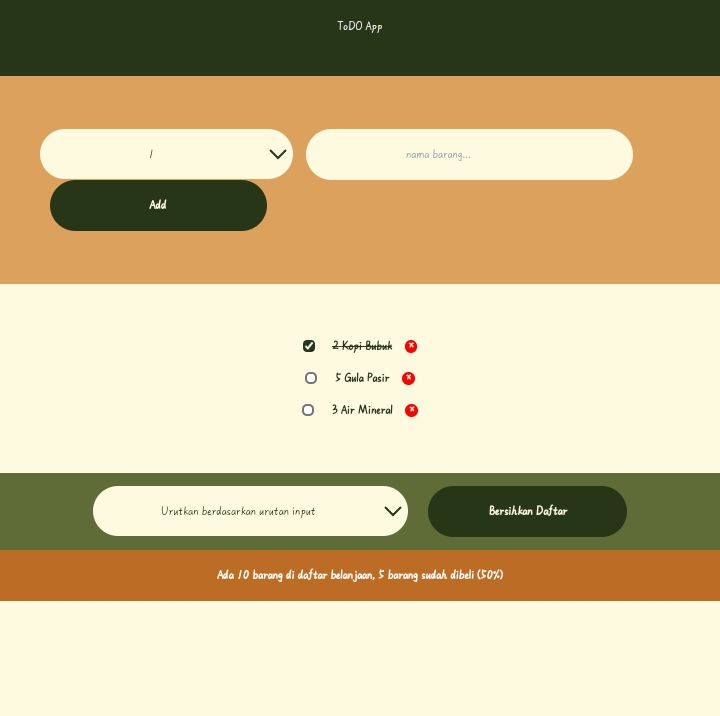 ToDO App
1
nama barang...
Add
2 Kopi Bubuk
5 Gula Pasir
3 Air Mineral
Urutkan berdasarkan urutan input
Bersihkan Daftar
Ada 10 barang di daftar belanjaan, 5 barang sudah dibeli (50%)